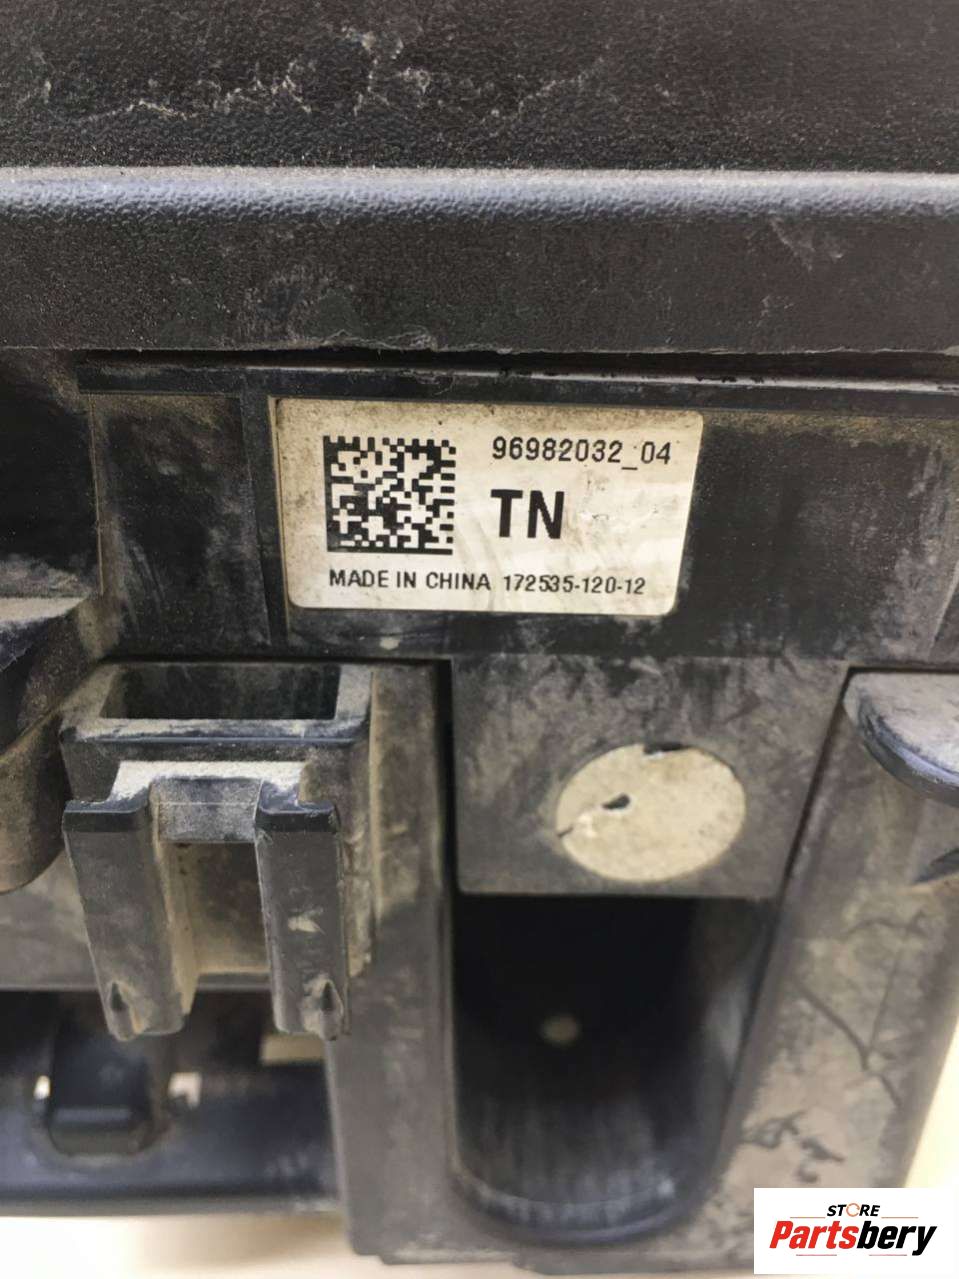 96982032_04
TN
MADE IN CHINA 172535-120-12
STORE
Partsbery